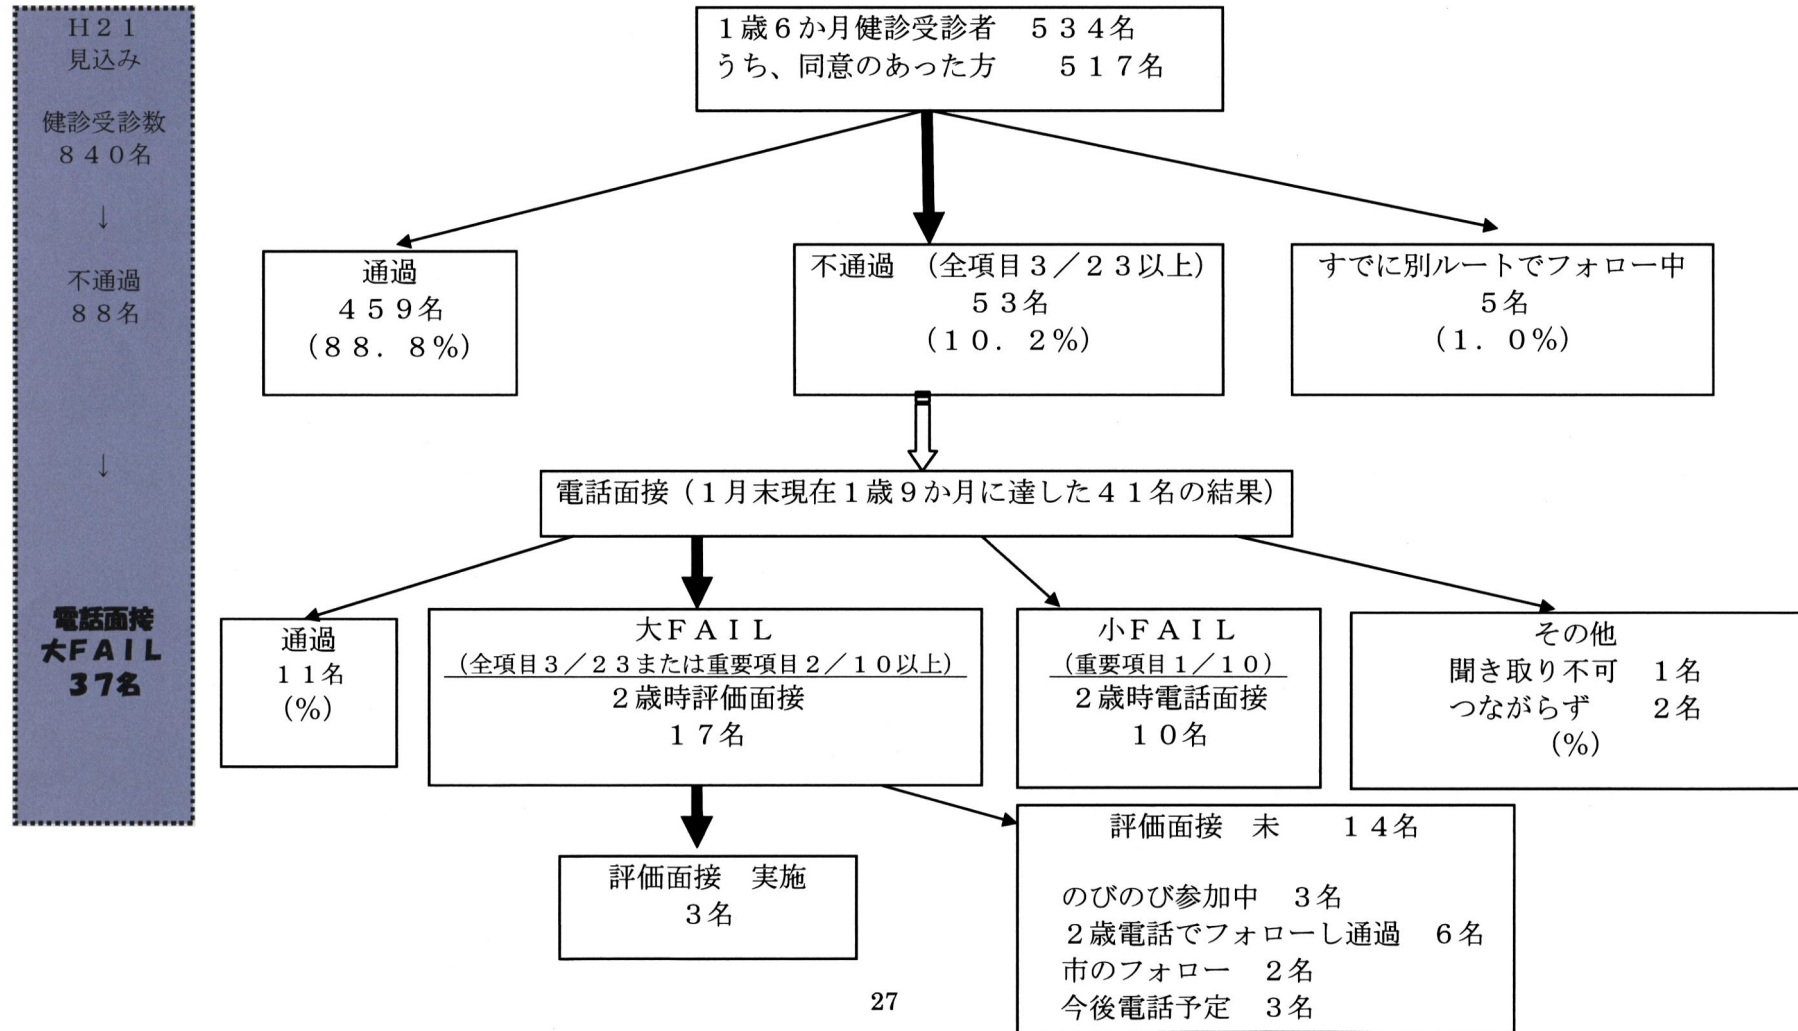 H21
見込み
健診受診数
840名
↓
不通過
88名
↓
電話面接
大FAIL
37名
1歳6か月健診受診者　534名
うち、同意のあった方　　517名
通過
459名
(88.8%)
不通過　(全項目3/23以上)
53名
(10.2%)
すでに別ルートでフォロー中
5名
(1.0%)
電話面接(1月末現在1歳9か月に達した41名の結果)
通過
11名
(%)
大FAIL
(全項目3/23または重要項目2/10以上)
2歳時評価面接
17名
小FAIL
(重要項目1/10)
2歳時電話面接
10名
その他
聞き取り不可　1名
つながらず　　2名
(%)
評価面接　実施
3名
評価面接　未　　14名
のびのび参加中　3名
2歳電話でフォローし通過　6名
市のフォロー　2名
今後電話予定　3名
27